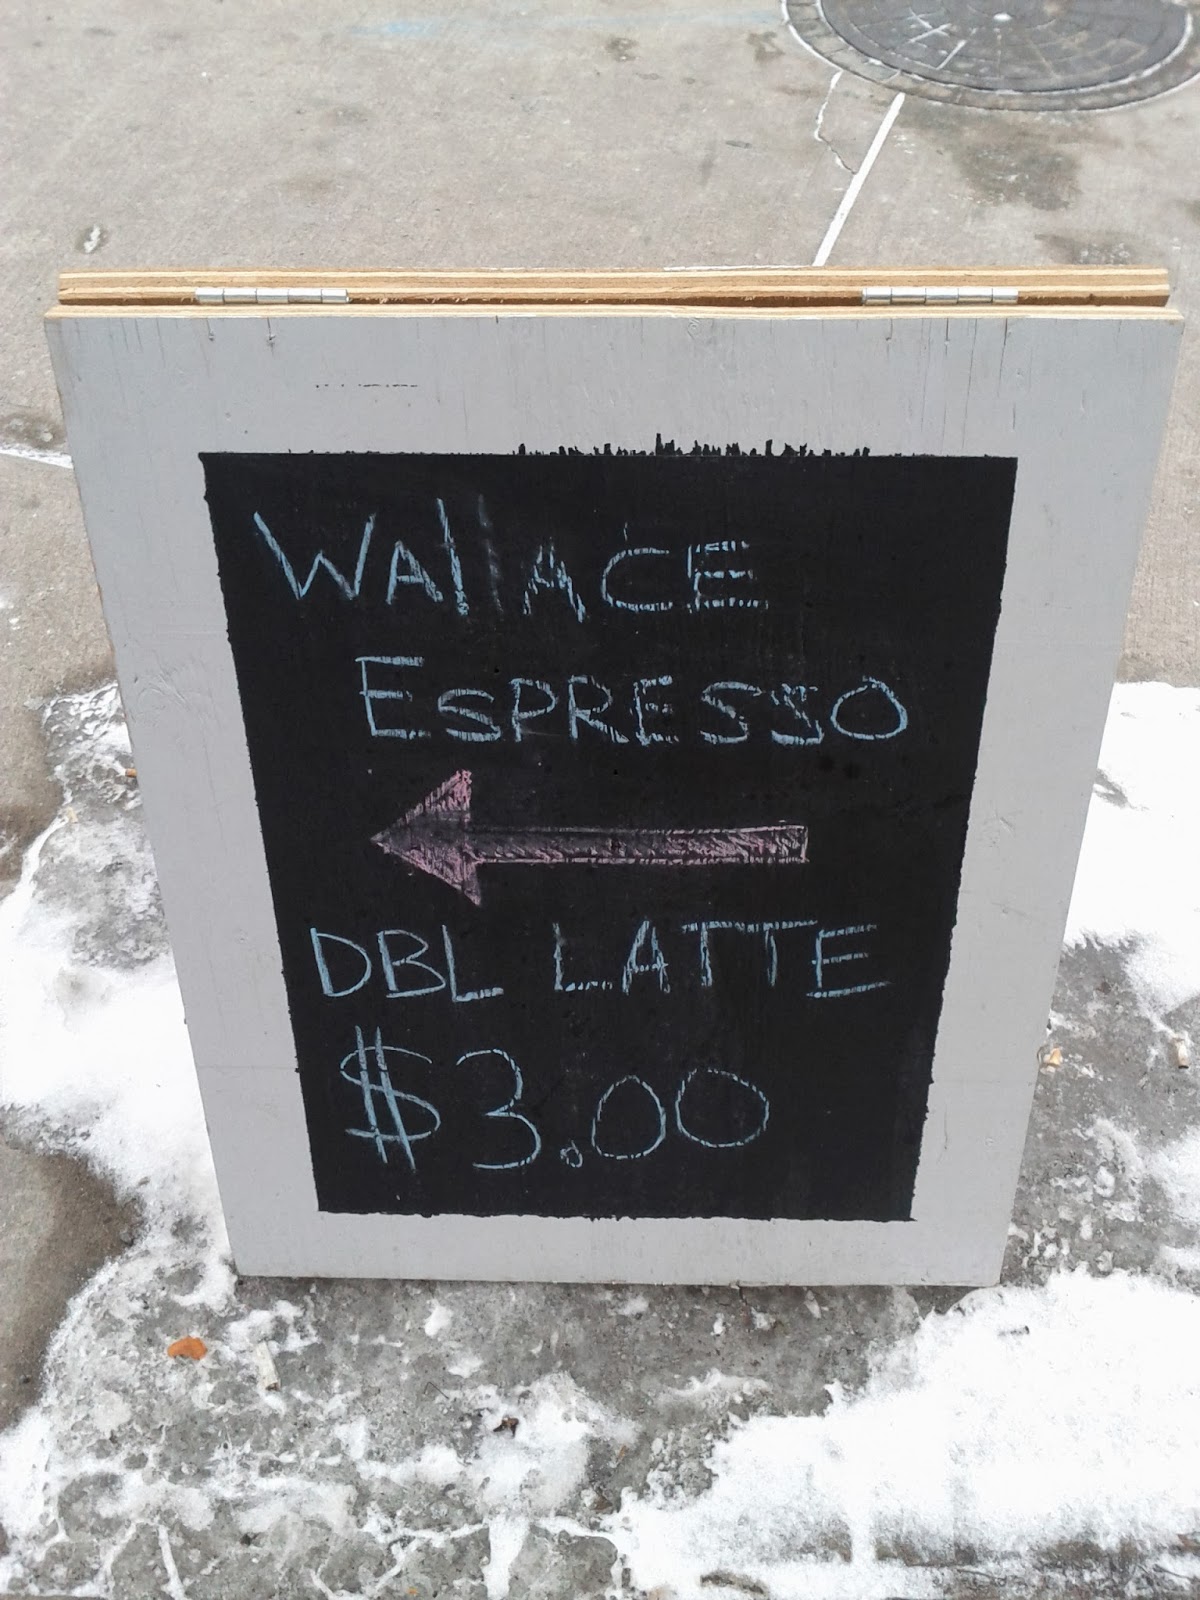 WAllACE
ESPRESSO
DBL LATTE
$3.00